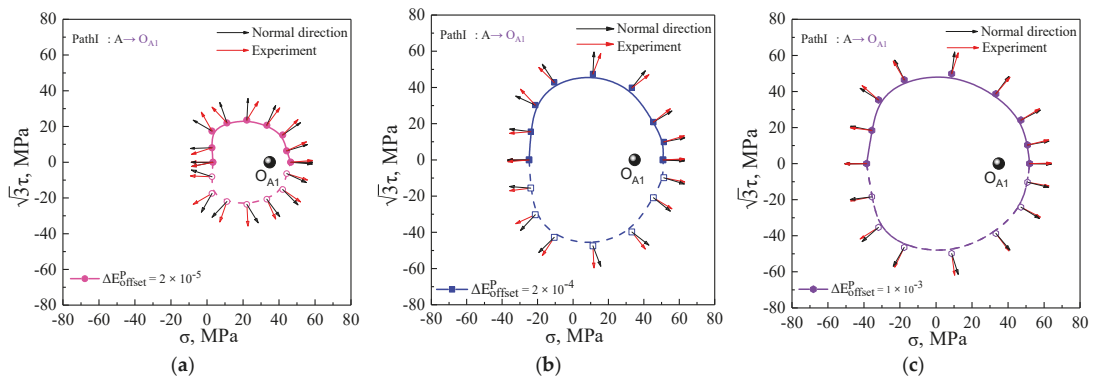 80
60
40
20
0
-20
-40
-60
-80
√3τ, MPa
PathI : A→ O_A1
Normal direction
Experiment
O_A1
ΔE^P_offset = 2 × 10⁻⁵
-80 -60 -40 -20 0 20 40 60 80
σ, MPa
(a)
80
60
40
20
0
-20
-40
-60
-80
√3τ, MPa
PathI : A→ O_A1
Normal direction
Experiment
O_A1
ΔE^P_offset = 2 × 10⁻⁴
-80 -60 -40 -20 0 20 40 60 80
σ, MPa
(b)
80
60
40
20
0
-20
-40
-60
-80
√3τ, MPa
PathI : A→ O_A1
Normal direction
Experiment
O_A1
ΔE^P_offset = 1 × 10⁻³
-80 -60 -40 -20 0 20 40 60 80
σ, MPa
(c)